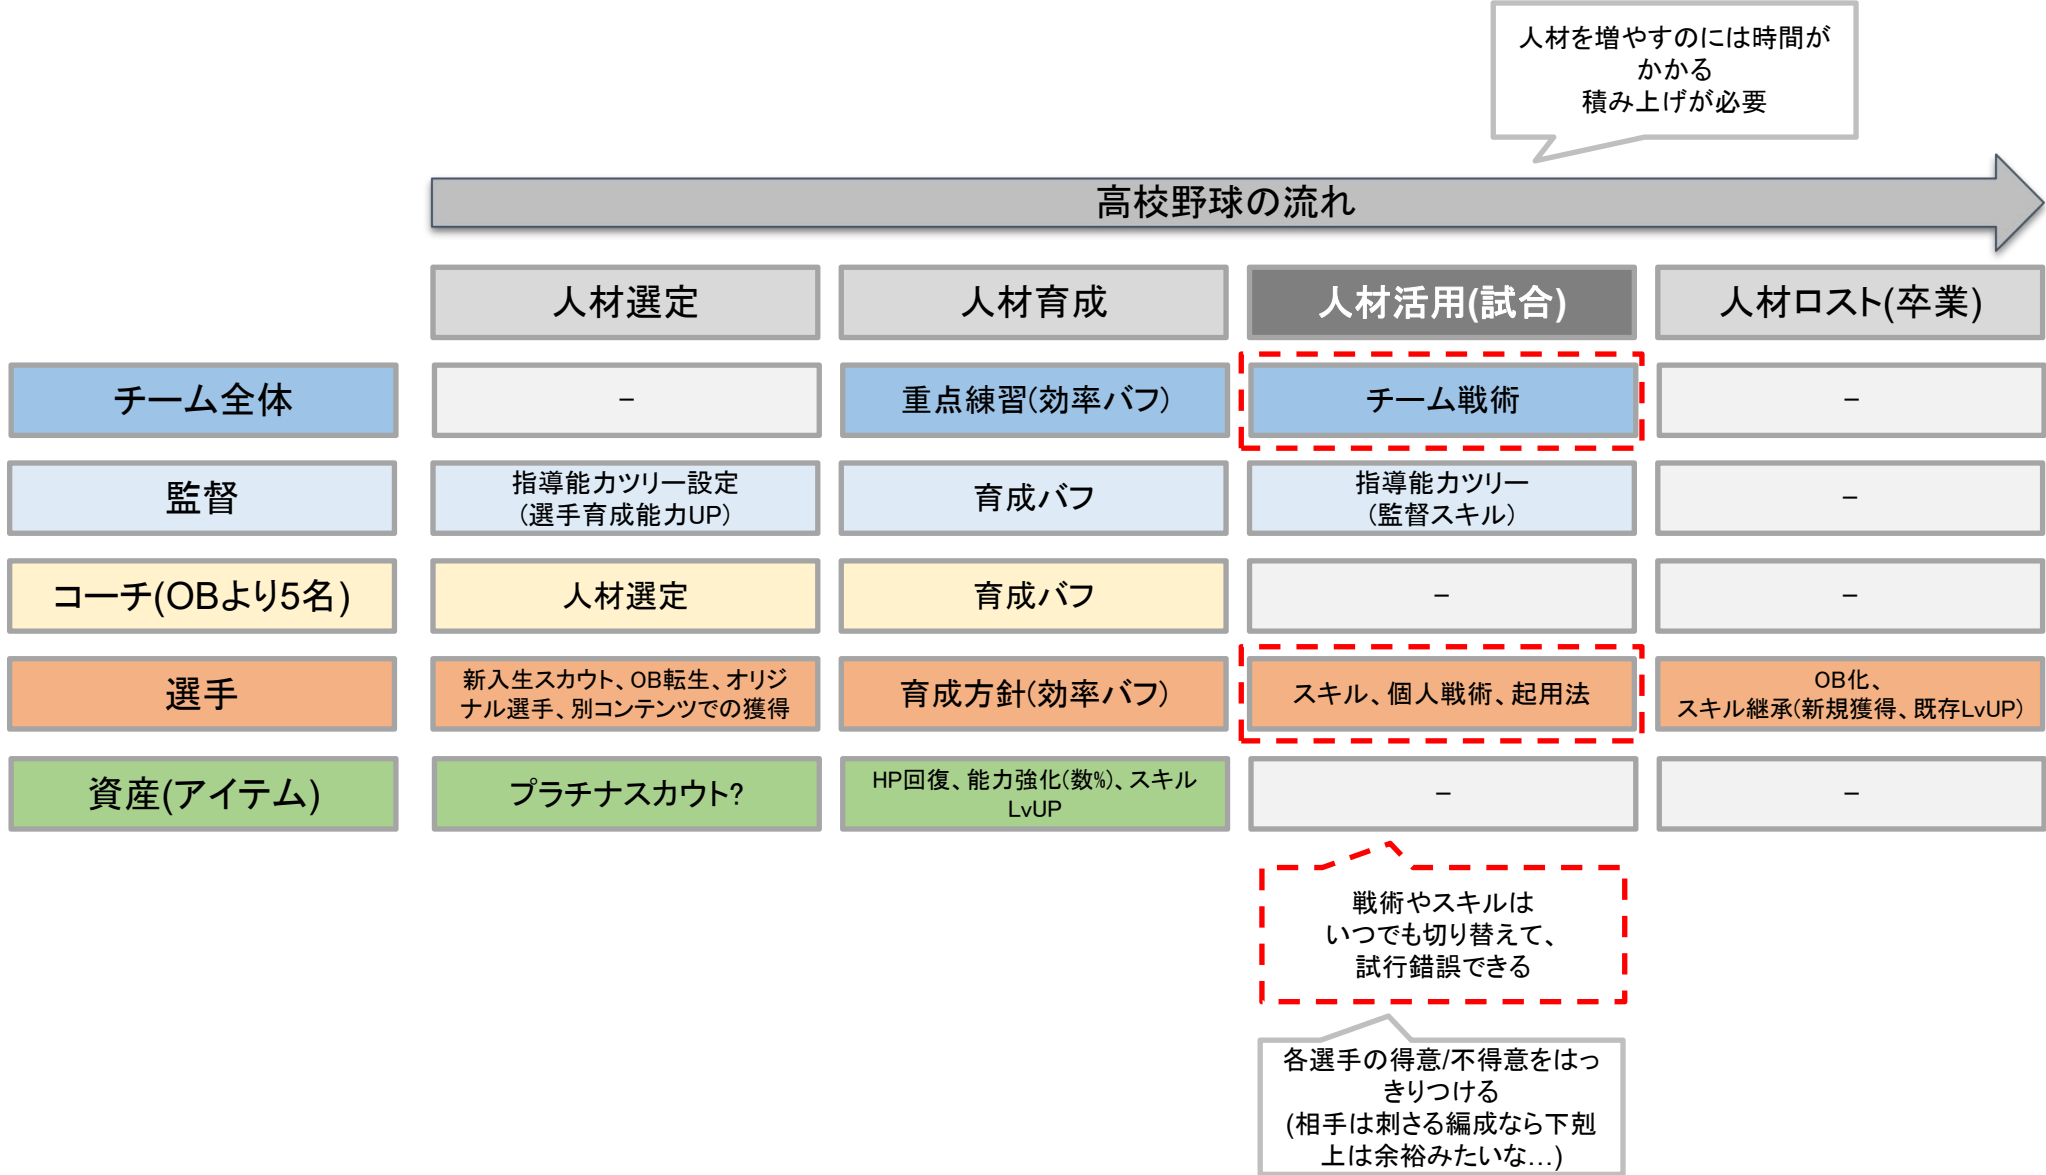 人材を増やすのには時間が
かかる
積み上げが必要
高校野球の流れ
人材選定
人材育成
人材活用(試合)
人材ロスト(卒業)
チーム全体
－
重点練習(効率バフ)
チーム戦術
－
監督
指導能力ツリー設定
(選手育成能力UP)
育成バフ
指導能力ツリー
(監督スキル)
－
コーチ(OBより5名)
人材選定
育成バフ
－
－
選手
新入生スカウト、OB転生、オリジ
ナル選手、別コンテンツでの獲得
育成方針(効率バフ)
スキル、個人戦術、起用法
OB化、
スキル継承(新規獲得、既存LvUP)
資産(アイテム)
プラチナスカウト?
HP回復、能力強化(数%)、スキル
LvUP
－
－
戦術やスキルは
いつでも切り替えて、
試行錯誤できる
各選手の得意/不得意をはっ
きりつける
(相手は刺さる編成なら下剋
上は余裕みたいな…)